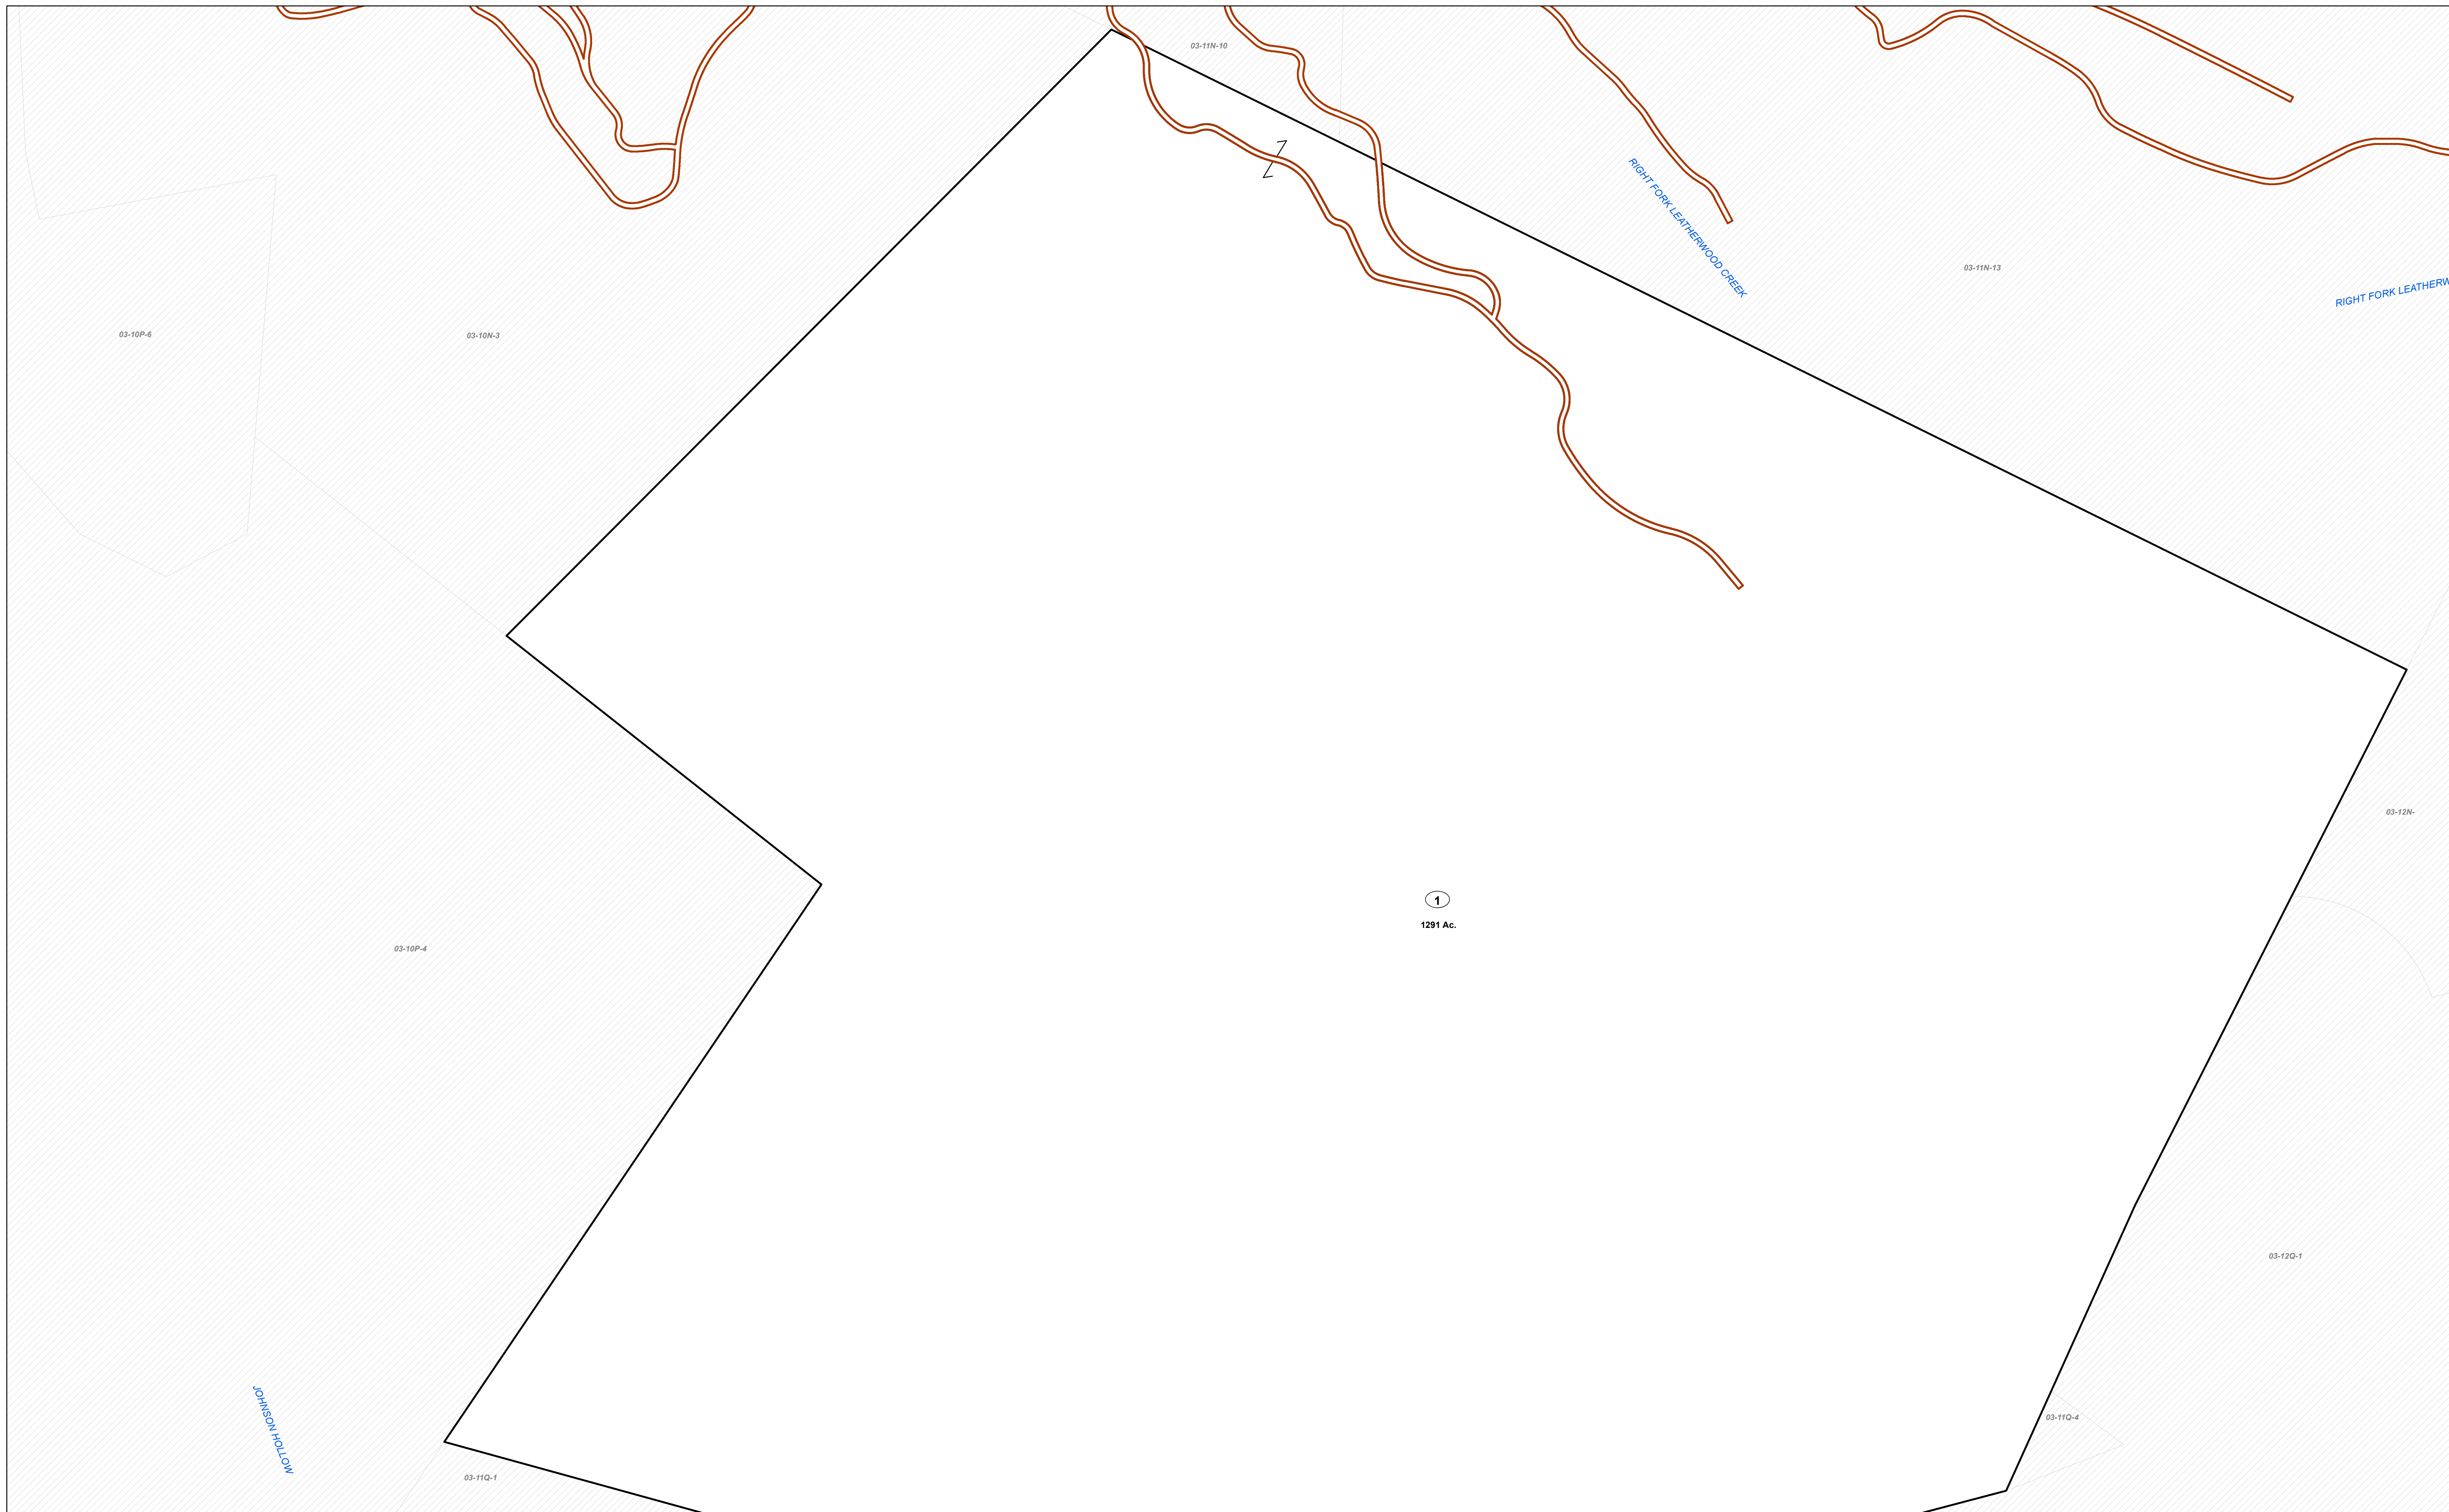 03-11N-10
RIGHT FORK LEATHERWOOD CREEK
03-11N-13
RIGHT FORK LEATHERW
03-10P-6
03-10N-3
03-12N-
1
1291 Ac.
03-10P-4
03-12Q-1
JOHNSON HOLLOW
03-11Q-4
03-11Q-1